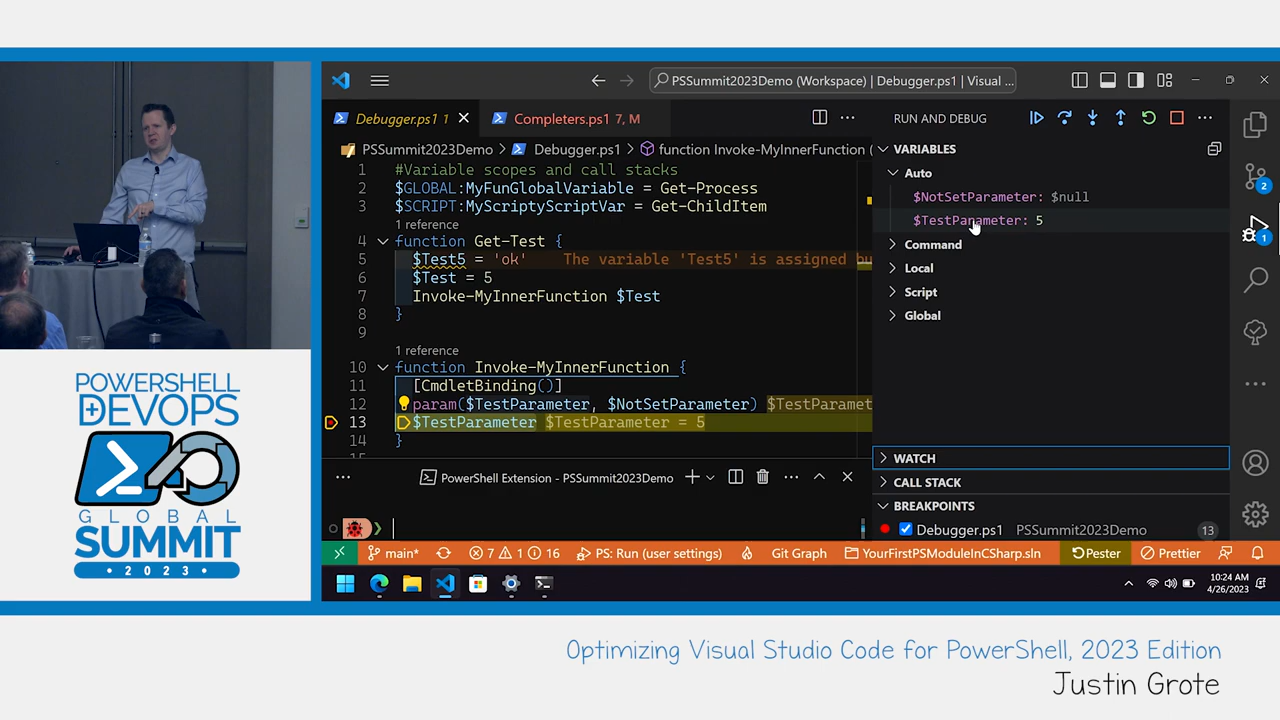 PSSummit2023Demo (Workspace) | Debugger.ps1 | Visual ...
Debugger.ps1 1
Completers.ps1 7, M
PSSummit2023Demo > Debugger.ps1 > function Invoke-MyInnerFunction (
1 #Variable scopes and call stacks
2 $GLOBAL:MyFunGlobalVariable = Get-Process
3 $SCRIPT:MyScriptyScriptVar = Get-ChildItem
1 reference
4 function Get-Test {
5 $Test5 = 'ok' The variable 'Test5' is assigned bu
6 $Test = 5
7 Invoke-MyInnerFunction $Test
8 }
9
1 reference
10 function Invoke-MyInnerFunction {
11 [CmdletBinding()]
12 param($TestParameter, $NotSetParameter) $TestParamet
13 $TestParameter $TestParameter = 5
14 }
15
PowerShell Extension - PSSummit2023Demo
RUN AND DEBUG
VARIABLES
Auto
$NotSetParameter: $null
$TestParameter: 5
Command
Local
Script
Global
WATCH
CALL STACK
BREAKPOINTS
Debugger.ps1 PSSummit2023Demo 13
2
1
main* 7 1 16 PS: Run (user settings) Git Graph YourFirstPSModuleInCSharp.sln Pester Prettier
10:24 AM
4/26/2023
POWERSHELL
+DEVOPS
GLOBAL
SUMMIT
• 2023 •
Optimizing Visual Studio Code for PowerShell, 2023 Edition
Justin Grote